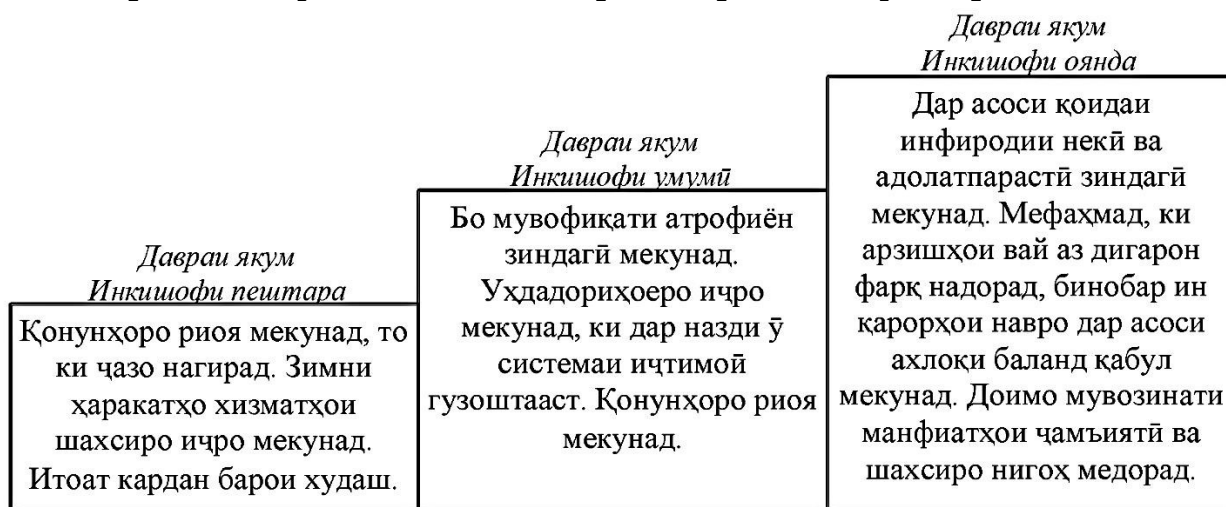 Давраи якум
Инкишофи пештара
Қонунҳоро риоя мекунад, то
ки ҷазо нагирад. Зимни
ҳаракатҳо хизматҳои
шахсиро иҷро мекунад.
Итоат кардан барои худаш.
Давраи якум
Инкишофи умумӣ
Бо мувофиқати атрофиён
зиндагӣ мекунад.
Уҳдадориҳоеро иҷро
мекунад, ки дар назди ӯ
системаи иҷтимоӣ
гузоштааст. Қонунҳоро риоя
мекунад.
Давраи якум
Инкишофи оянда
Дар асоси қоидаи
инфиродии некӣ ва
адолатпарастӣ зиндагӣ
мекунад. Мефаҳмад, ки
арзишҳои вай аз дигарон
фарқ надорад, бинобар ин
қарорҳои навро дар асоси
ахлоқи баланд қабул
мекунад. Доимо мувозинати
манфиатҳои ҷамъиятӣ ва
шахсиро нигоҳ медорад.